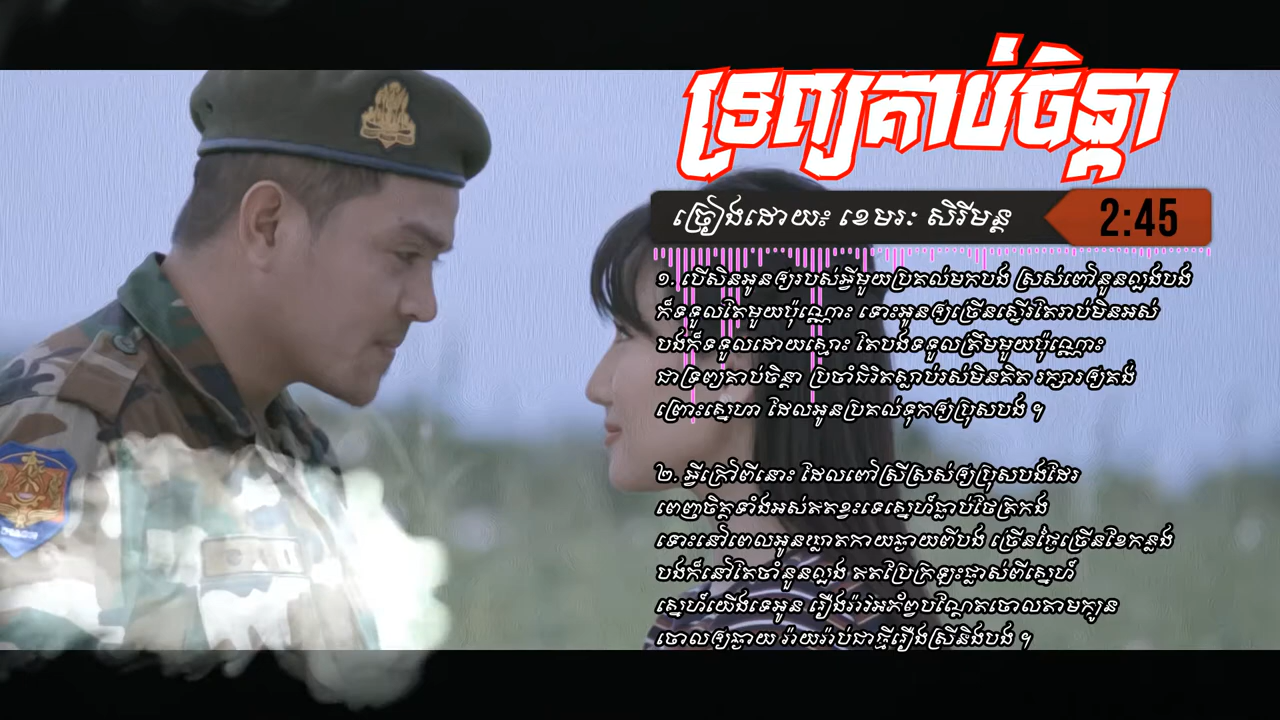 ទ្រព្យគាប់ចិន្តា
ច្រៀងដោយ៖ ខេមរៈ សិរីមន្ត
2:45
១. បើសិនអូនឲ្យរបស់អ្វីមួយប្រគល់មកបង ស្រស់ពៅនួនល្អងបង
ក៏ទទួលតែមួយប៉ុណ្ណោះ ទោះអូនឲ្យច្រើនស្ទើរតែរាប់មិនអស់
បងក៏ទទួលដោយគ្មោះ តែបងទទួលត្រឹមមួយប៉ុណ្ណោះ
ជាទ្រព្យគាប់ចិន្តា ប្រចាំជិវិតស្លាប់រស់មិនគិត រក្សារឲ្យគង់
ព្រោះស្នេហា ដែលអូនប្រគល់ទុកឲ្យប្រុសបង ។
២. អ្វីក្រៅពីនោះ ដែលពៅស្រីស្រស់ឲ្យប្រុសបងដែរ
ពេញចិត្តទាំងអស់ឥតខ្វះទេស្នេហ៍ធ្លាប់ថែត្រកង
ទោះនៅពេលអូនឃ្លាតកាយឆ្ងាយពីបង ច្រើនថ្ងៃច្រើនខែកន្លង
បងក៏នៅតែចាំនួនល្អង ឥតប្រែក្រឡះផ្លាស់ពីស្នេហ៍
ស្នេហ៍យើងទេអូន រឿងរ៉ាវអភ័ព្វបណ្ដែតចោលតាមក្បូន
ចោលឲ្យឆ្ងាយ រ៉ាយរ៉ាប់ជាថ្មីរឿងស្រីនិងបង ។